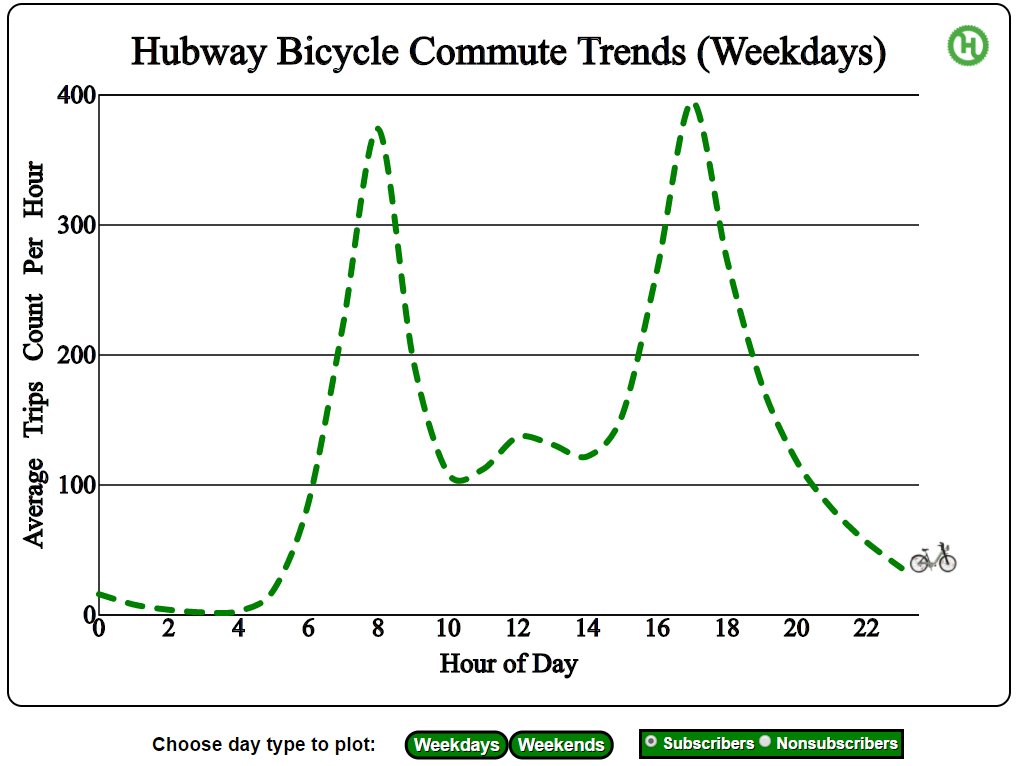 Hubway Bicycle Commute Trends (Weekdays)
H
400
300
200
100
0
Average Trips Count Per Hour
0 2 4 6 8 10 12 14 16 18 20 22
Hour of Day
Choose day type to plot: Weekdays Weekends Subscribers Nonsubscribers